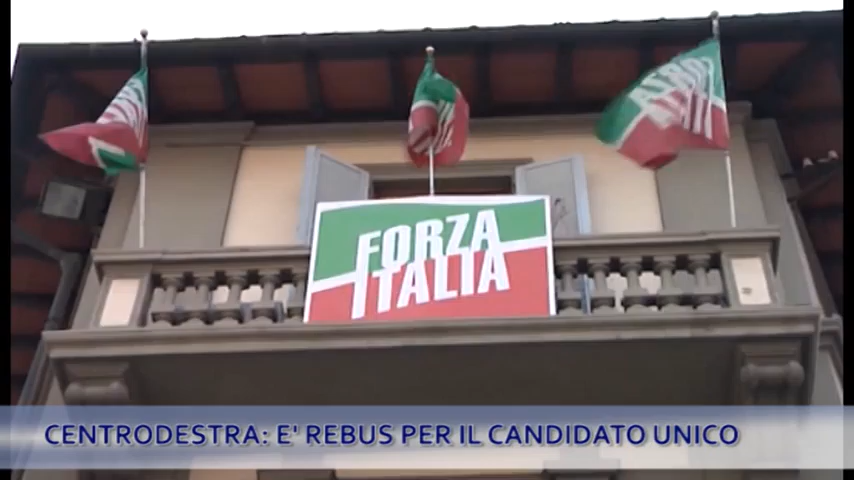 FORZA
ITALIA
CENTRODESTRA: E' REBUS PER IL CANDIDATO UNICO